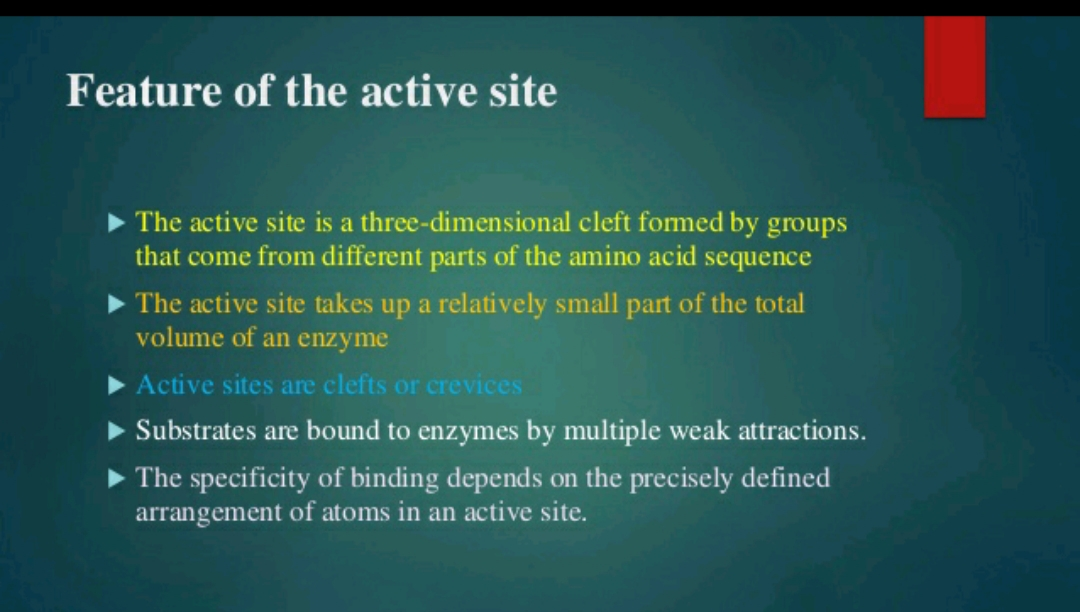 Feature of the active site
The active site is a three-dimensional cleft formed by groups
that come from different parts of the amino acid sequence
The active site takes up a relatively small part of the total
volume of an enzyme
Active sites are clefts or crevices
Substrates are bound to enzymes by multiple weak attractions.
The specificity of binding depends on the precisely defined
arrangement of atoms in an active site.